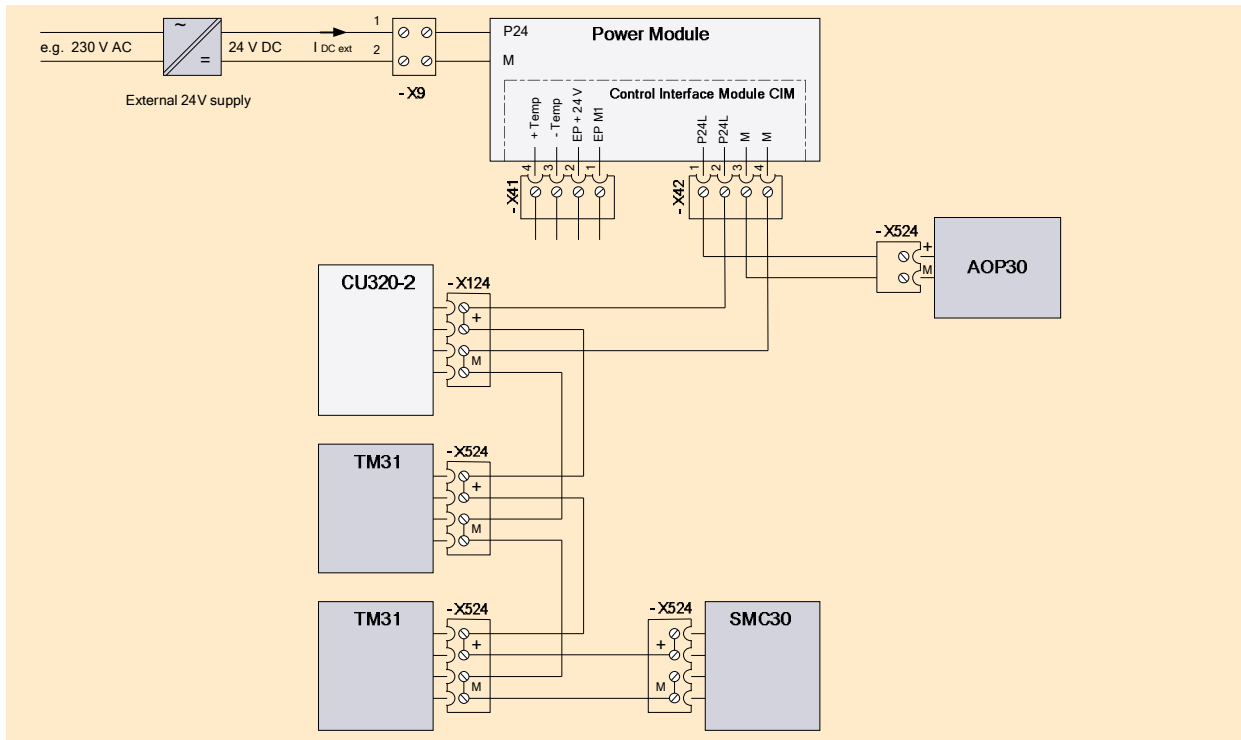 e.g. 230 V AC
~
=
24 V DC
I DC ext
1
2
External 24V supply
-X9
P24
M
Power Module
Control Interface Module CIM
+ Temp
- Temp
EP + 24 V
EP M1
P24L
P24L
M
M
4
3
2
1
1
2
3
4
-X41
-X42
-X524
+
M
AOP30
CU320-2
-X124
+
M
TM31
-X524
+
M
TM31
-X524
+
M
-X524
+
M
SMC30